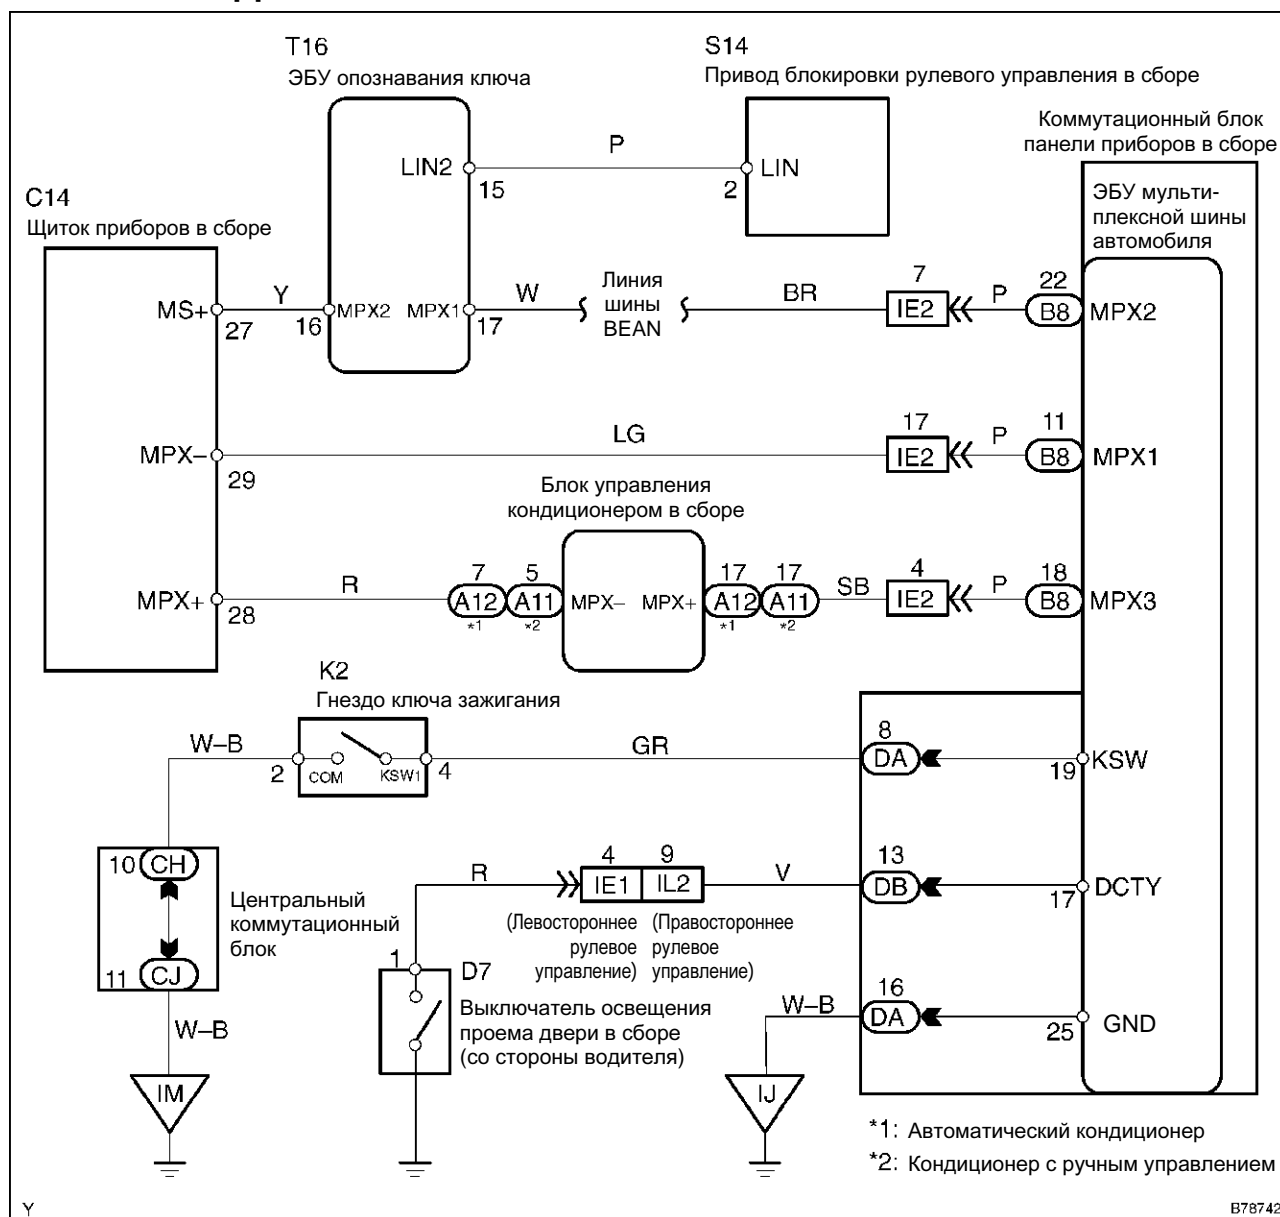 T16
ЭБУ опознавания ключа
S14
Привод блокировки рулевого управления в сборе
Коммутационный блок
панели приборов в сборе
C14
Щиток приборов в сборе
LIN2
15
P
2
LIN
ЭБУ мульти-
плексной шины
автомобиля
MS+
27
Y
16
MPX2
MPX1
17
W
Линия
шины
BEAN
BR
7
IE2
P
22
B8
MPX2
MPX–
29
LG
17
IE2
P
11
B8
MPX1
Блок управления
кондиционером в сборе
MPX+
28
R
7
A12
*1
5
A11
*2
MPX–
MPX+
17
A12
*1
17
A11
*2
SB
4
IE2
P
18
B8
MPX3
K2
Гнездо ключа зажигания
W–B
2
COM
KSW1
4
GR
8
DA
19
KSW
10
CH
11
CJ
Центральный
коммутационный
блок
W–B
IM
R
4
IE1
9
IL2
(Левостороннее
рулевое
управление)
(Правостороннее
рулевое
управление)
V
13
DB
17
DCTY
1
D7
Выключатель освещения
проема двери в сборе
(со стороны водителя)
W–B
IJ
16
DA
25
GND
*1: Автоматический кондиционер
*2: Кондиционер с ручным управлением
Y
B78742